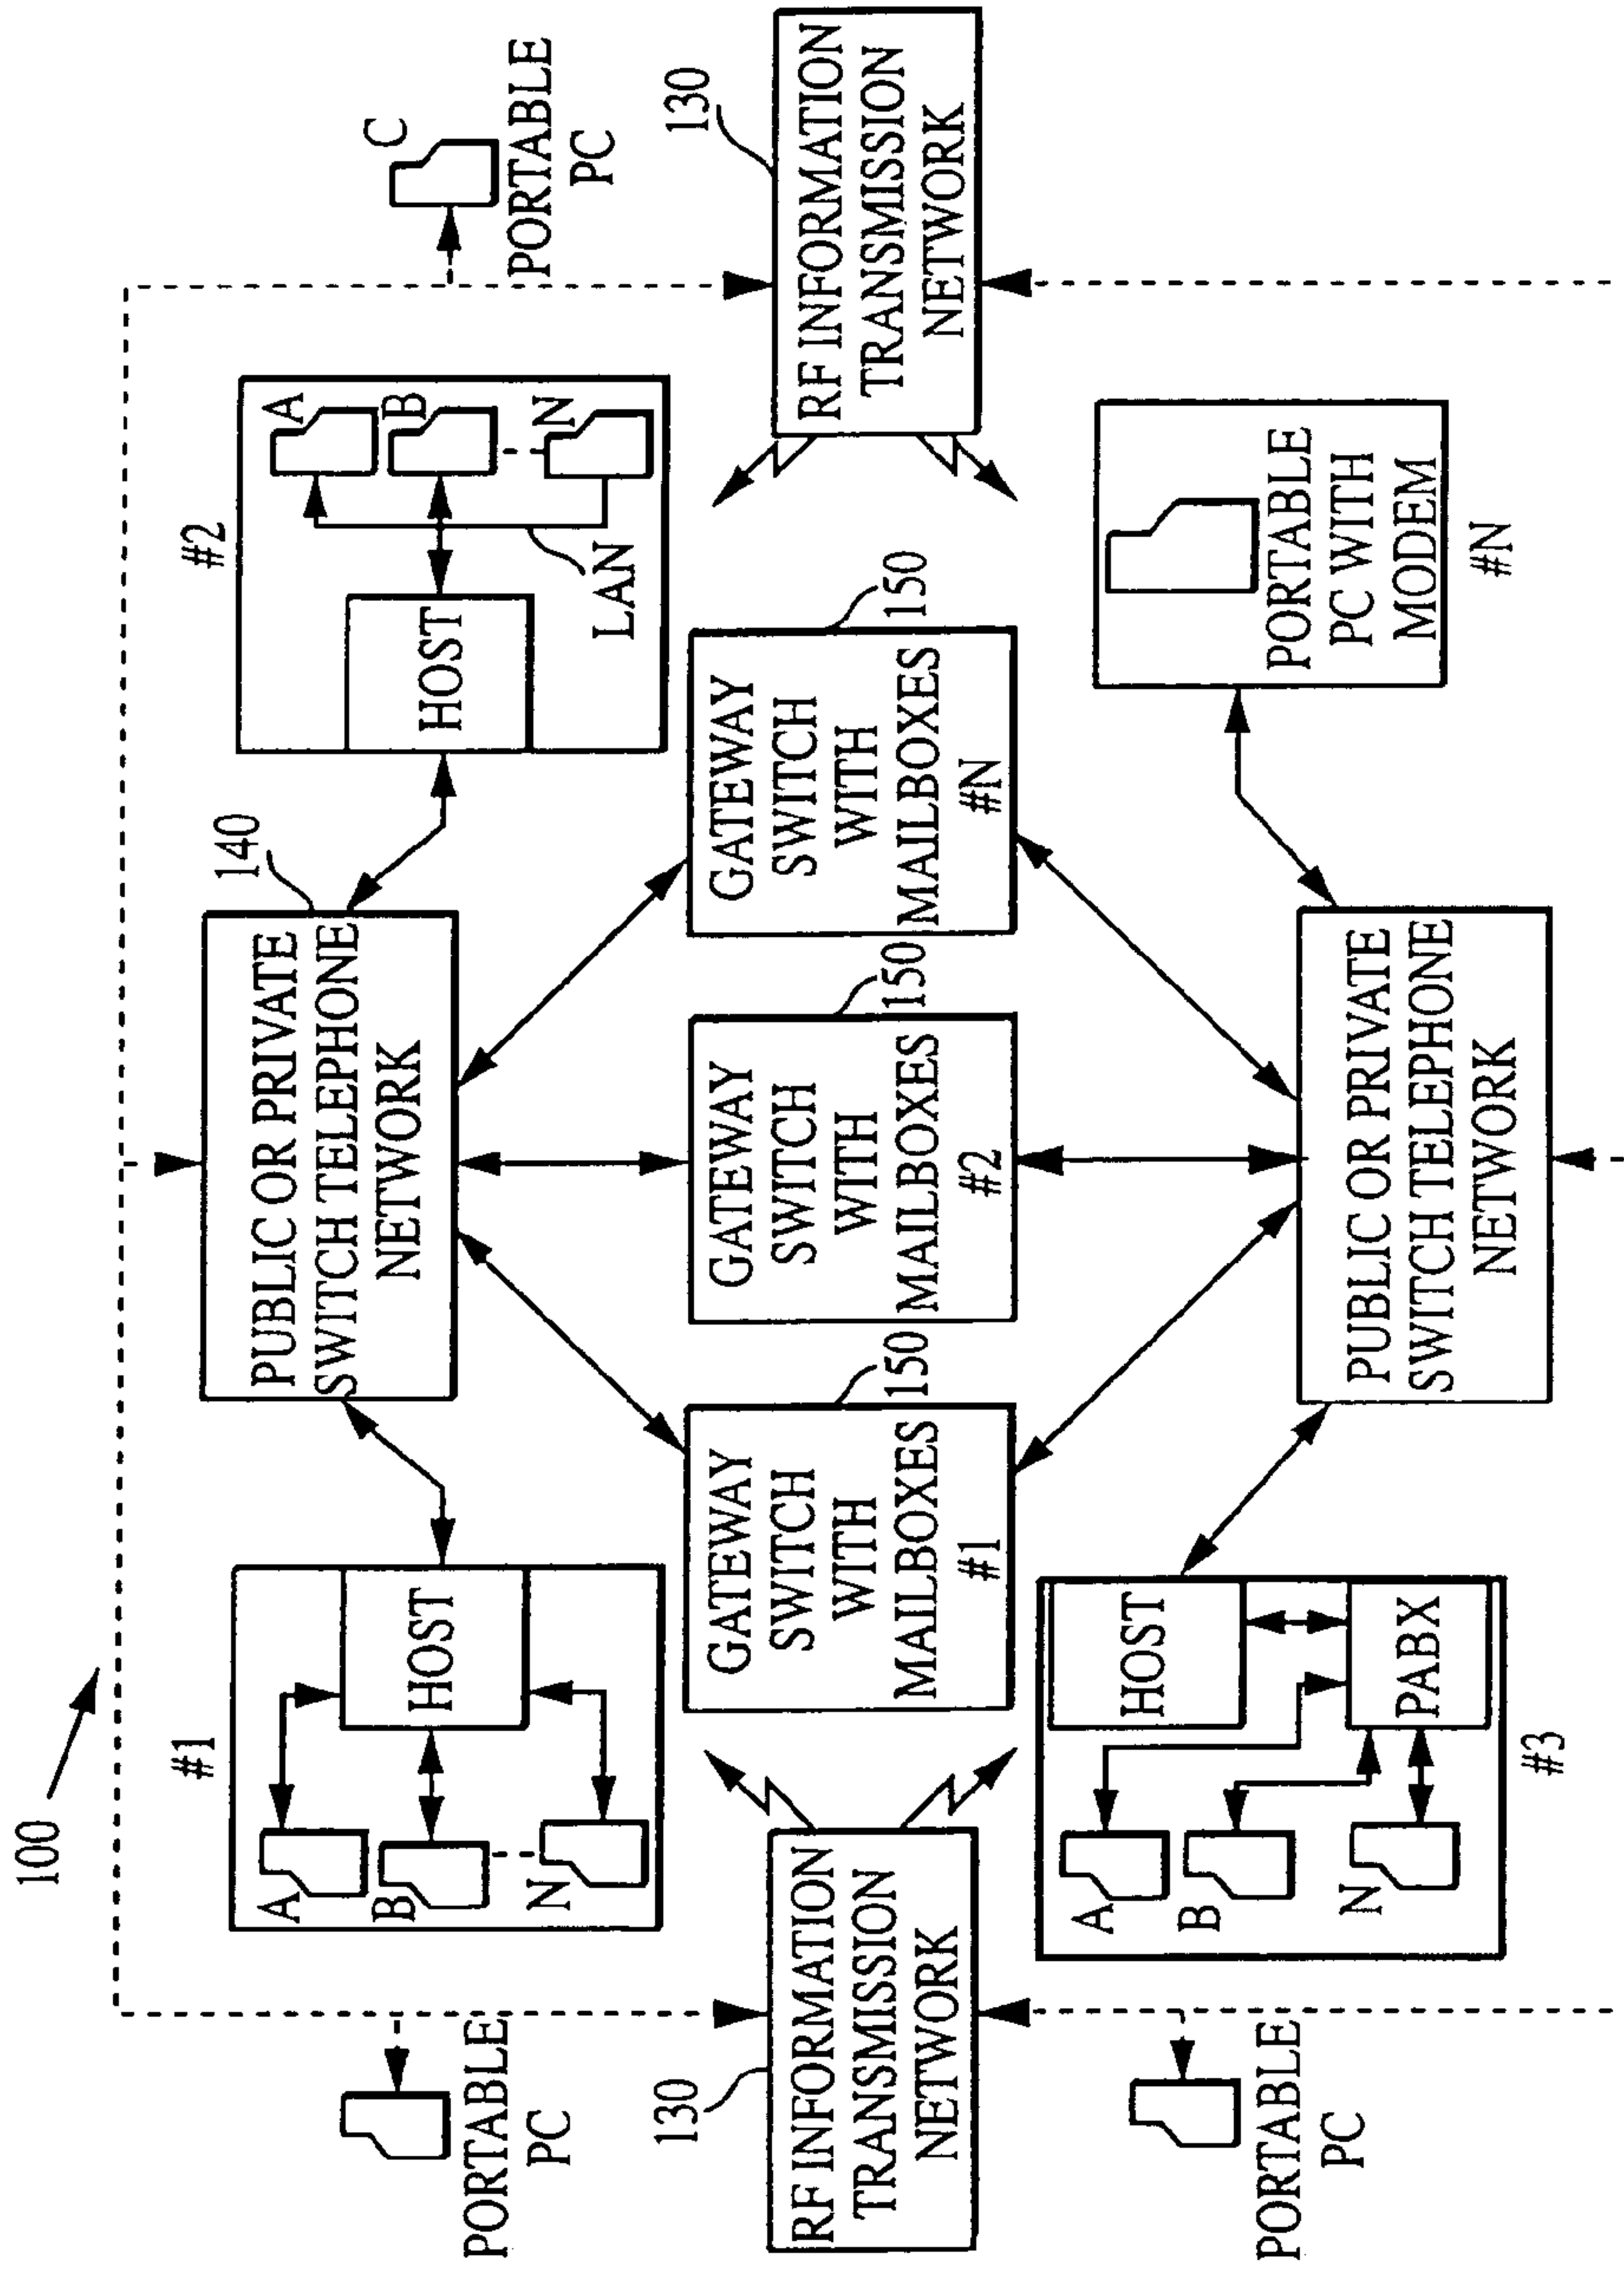 100
#1
A
B
N
HOST
PUBLIC OR PRIVATE
SWITCH TELEPHONE
NETWORK
140
#2
HOST
A
B
N
LAN
C
PORTABLE
PC
PORTABLE
PC
130
RF INFORMATION
TRANSMISSION
NETWORK
GATEWAY
SWITCH
WITH
MAILBOXES
#1
150
GATEWAY
SWITCH
WITH
MAILBOXES
#2
150
GATEWAY
SWITCH
WITH
MAILBOXES
#N
150
130
RF INFORMATION
TRANSMISSION
NETWORK
PORTABLE
PC
A
B
N
HOST
PABX
#3
PUBLIC OR PRIVATE
SWITCH TELEPHONE
NETWORK
PORTABLE
PC WITH
MODEM
#N